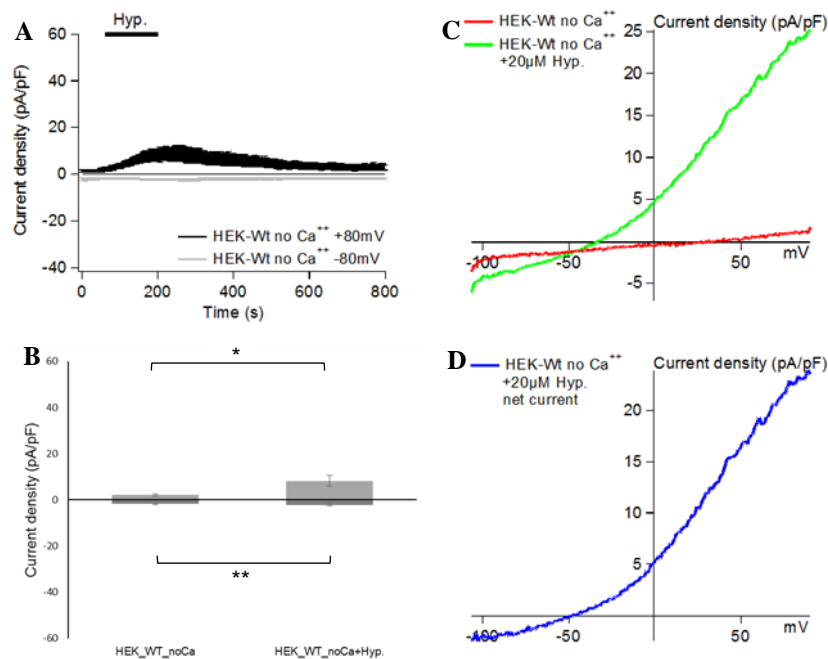 A
Hyp.
60
40
20
0
-20
-40
Current density (pA/pF)
HEK-Wt no Ca⁺⁺ +80mV
HEK-Wt no Ca⁺⁺ -80mV
0 200 400 600 800
Time (s)
B
60
40
20
0
-20
-40
-60
Current density (pA/pF)
*
**
HEK_WT_noCa
HEK_WT_noCa+Hyp.
C
HEK-Wt no Ca⁺⁺
HEK-Wt no Ca⁺⁺
+20µM Hyp.
Current density (pA/pF)
25
20
15
10
5
-5
-100 -50 50
mV
D
HEK-Wt no Ca⁺⁺
+20µM Hyp.
net current
Current density (pA/pF)
20
15
10
5
-100 -50 50
mV